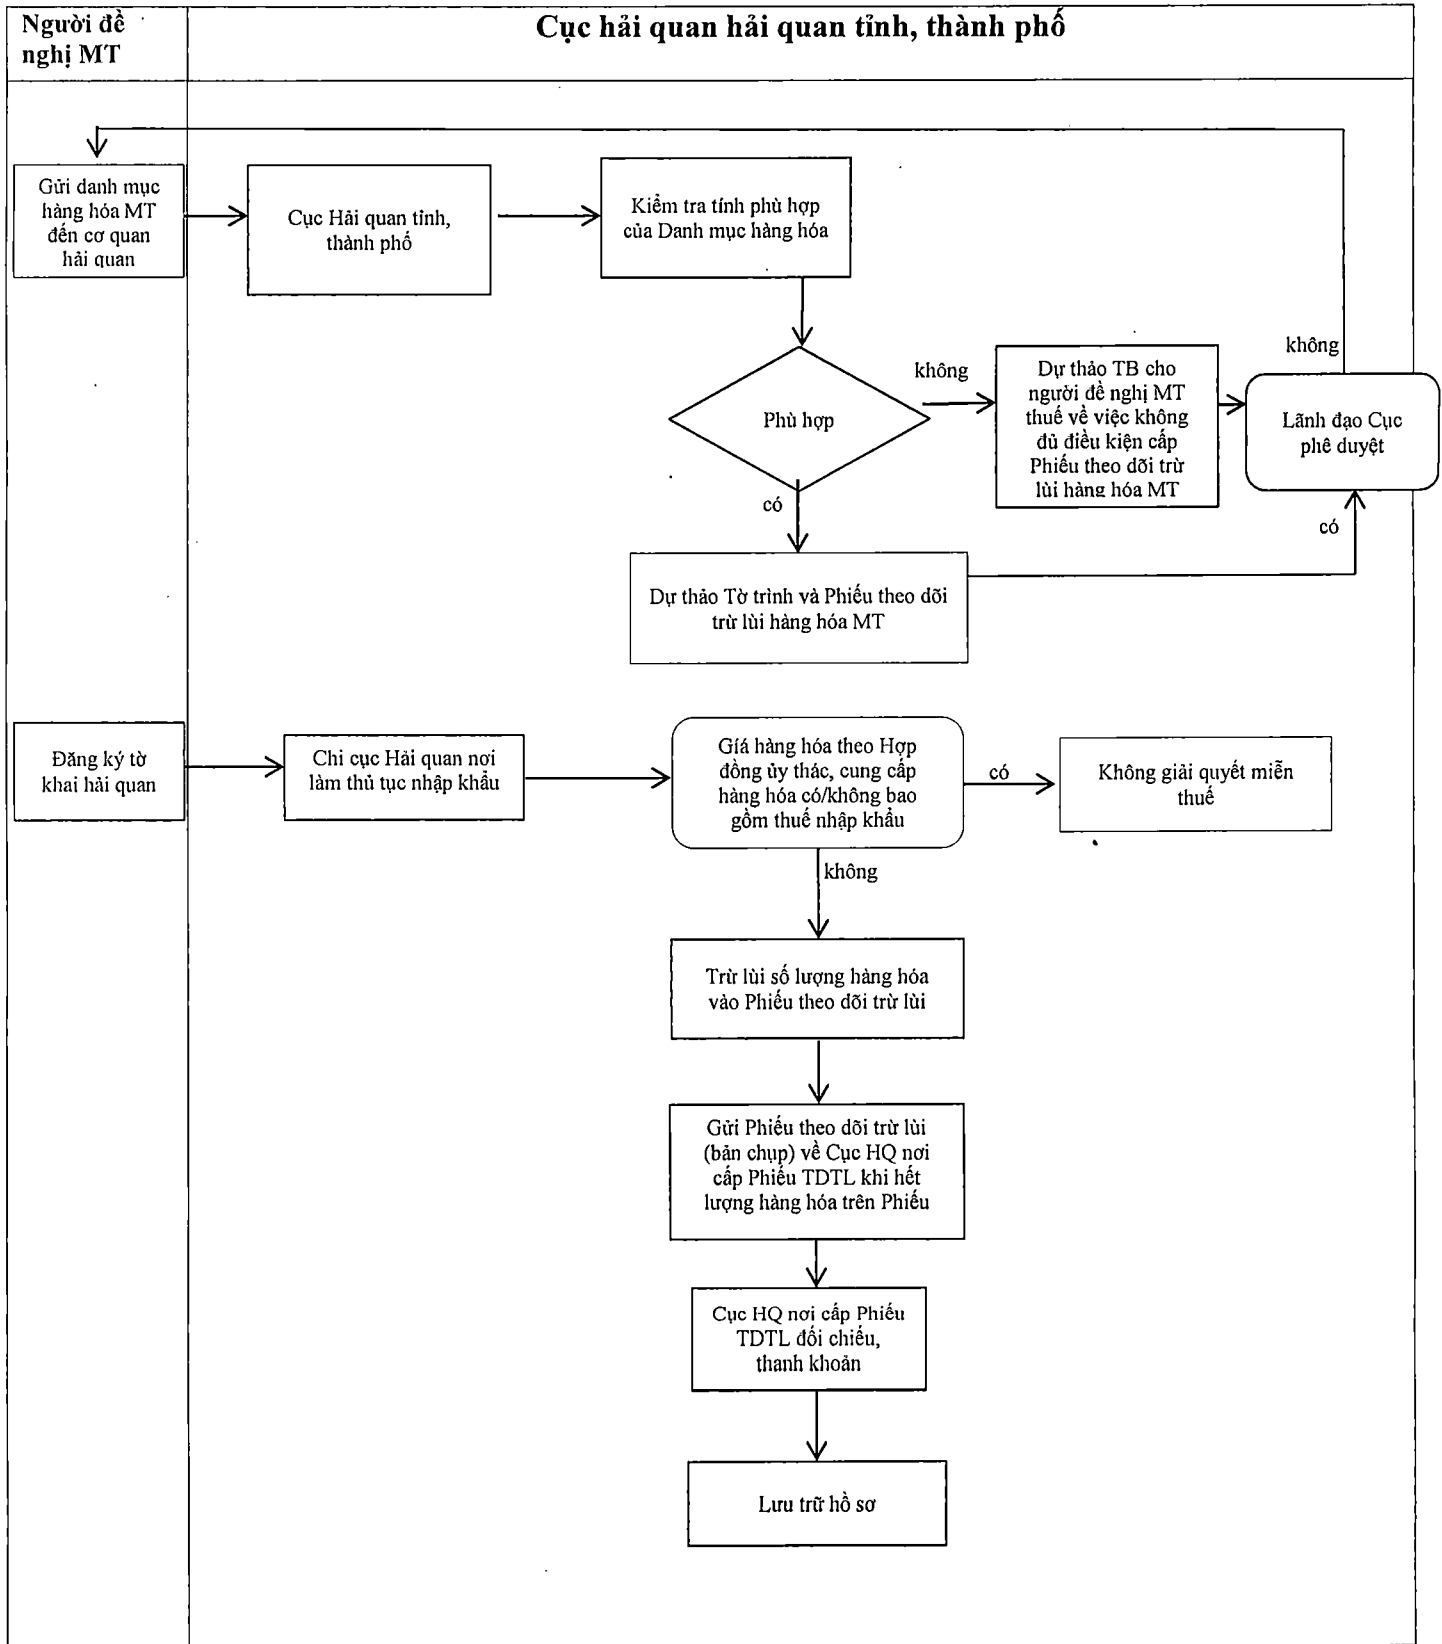 Người đề
nghị MT
Cục hải quan hải quan tỉnh, thành phố
Gửi danh mục
hàng hóa MT
đến cơ quan
hải quan
Cục Hải quan tỉnh,
thành phố
Kiểm tra tính phù hợp
của Danh mục hàng hóa
Phù hợp
không
Dự thảo TB cho
người đề nghị MT
thuế về việc không
đủ điều kiện cấp
Phiếu theo dõi trừ
lùi hàng hóa MT
không
Lãnh đạo Cục
phê duyệt
có
có
Dự thảo Tờ trình và Phiếu theo dõi
trừ lùi hàng hóa MT
Đăng ký tờ
khai hải quan
Chi cục Hải quan nơi
làm thủ tục nhập khẩu
Gíá hàng hóa theo Hợp
đồng ủy thác, cung cấp
hàng hóa có/không bao
gồm thuế nhập khẩu
có
Không giải quyết miễn
thuế
không
Trừ lùi số lượng hàng hóa
vào Phiếu theo dõi trừ lùi
Gửi Phiếu theo dõi trừ lùi
(bản chụp) về Cục HQ nơi
cấp Phiếu TDTL khi hết
lượng hàng hóa trên Phiếu
Cục HQ nơi cấp Phiếu
TDTL đối chiếu,
thanh khoản
Lưu trữ hồ sơ